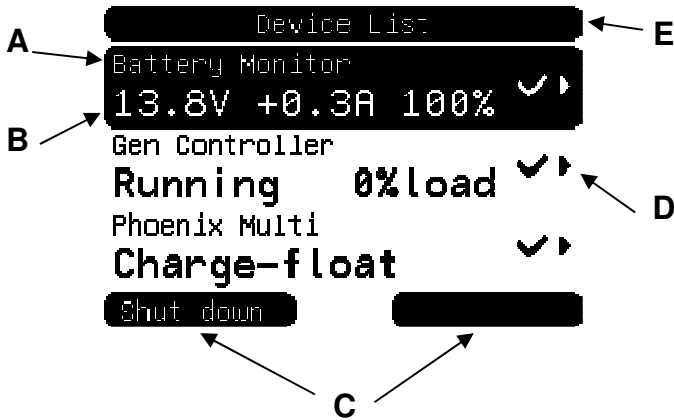 Device List
E
A
Battery Monitor
13.8V +0.3A 100%
B
Gen Controller
Running 0%load
D
Phoenix Multi
Charge-float
Shut down
C